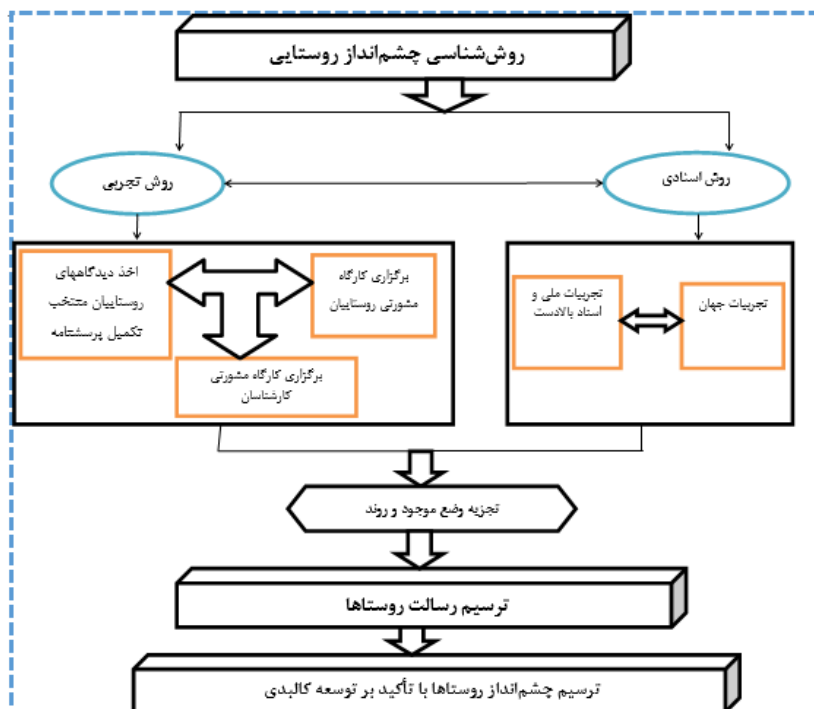 روش‌شناسی چشم‌انداز روستایی
روش اسنادی
روش تجربی
تجربیات جهان
تجربیات ملی و
اسناد بالادست
برگزاری کارگاه
مشورتی روستاییان
اخذ دیدگاههای
روستاییان منتخب
تکمیل پرسشنامه
برگزاری کارگاه مشورتی
کارشناسان
تجزیه وضع موجود و روند
ترسیم رسالت روستاها
ترسیم چشم‌انداز روستاها با تأکید بر توسعه کالبدی